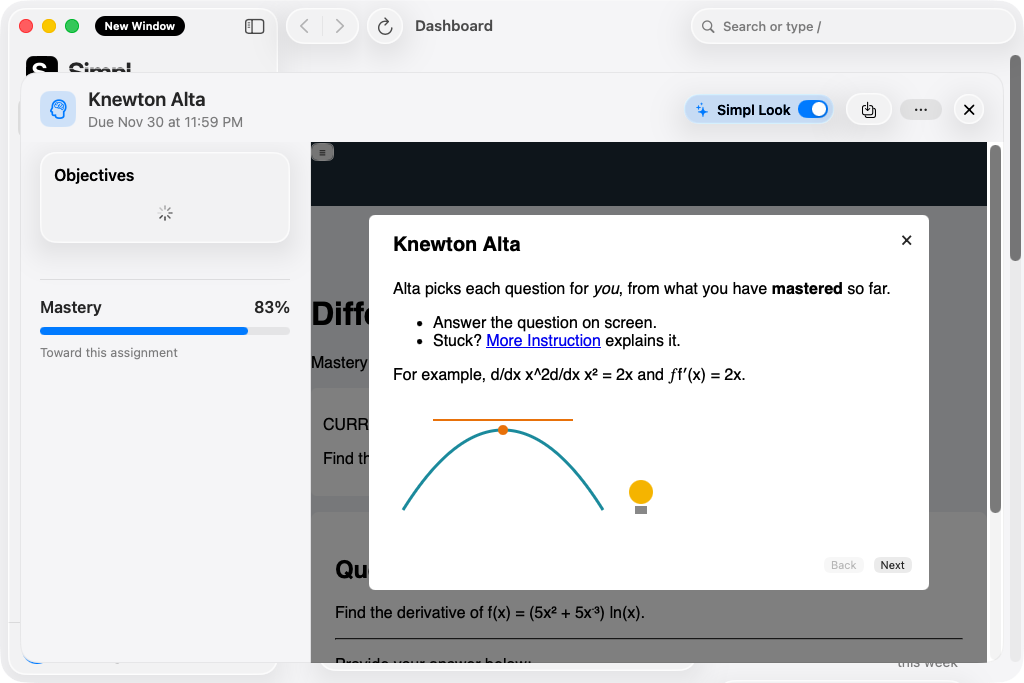 New Window
Dashboard
Search or type /
Simpl
Knewton Alta
Due Nov 30 at 11:59 PM
Simpl Look
Objectives
Mastery 83%
Toward this assignment
Knewton Alta
Alta picks each question for you, from what you have mastered so far.
• Answer the question on screen.
• Stuck? More Instruction explains it.
For example, d/dx x^2d/dx x² = 2x and ƒf′(x) = 2x.
Back Next
Mastery
CURR
Find th
Find the derivative of f(x) = (5x² + 5x⁻³) ln(x).
Provide your answer below:
this week